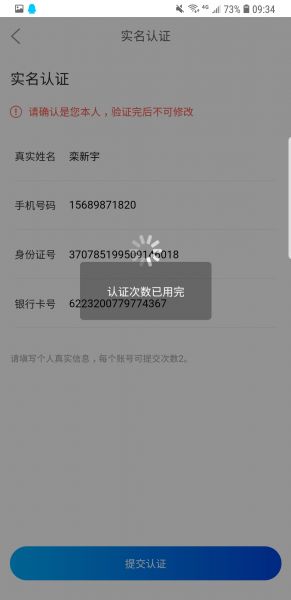 4G 73% 09:34
实名认证
实名认证
请确认是您本人，验证完后不可修改
真实姓名 栾新宇
手机号码 15689871820
身份证号 370785199509146018
认证次数已用完
银行卡号 6223200779774367
请填写个人真实信息，每个账号可提交次数2。
提交认证